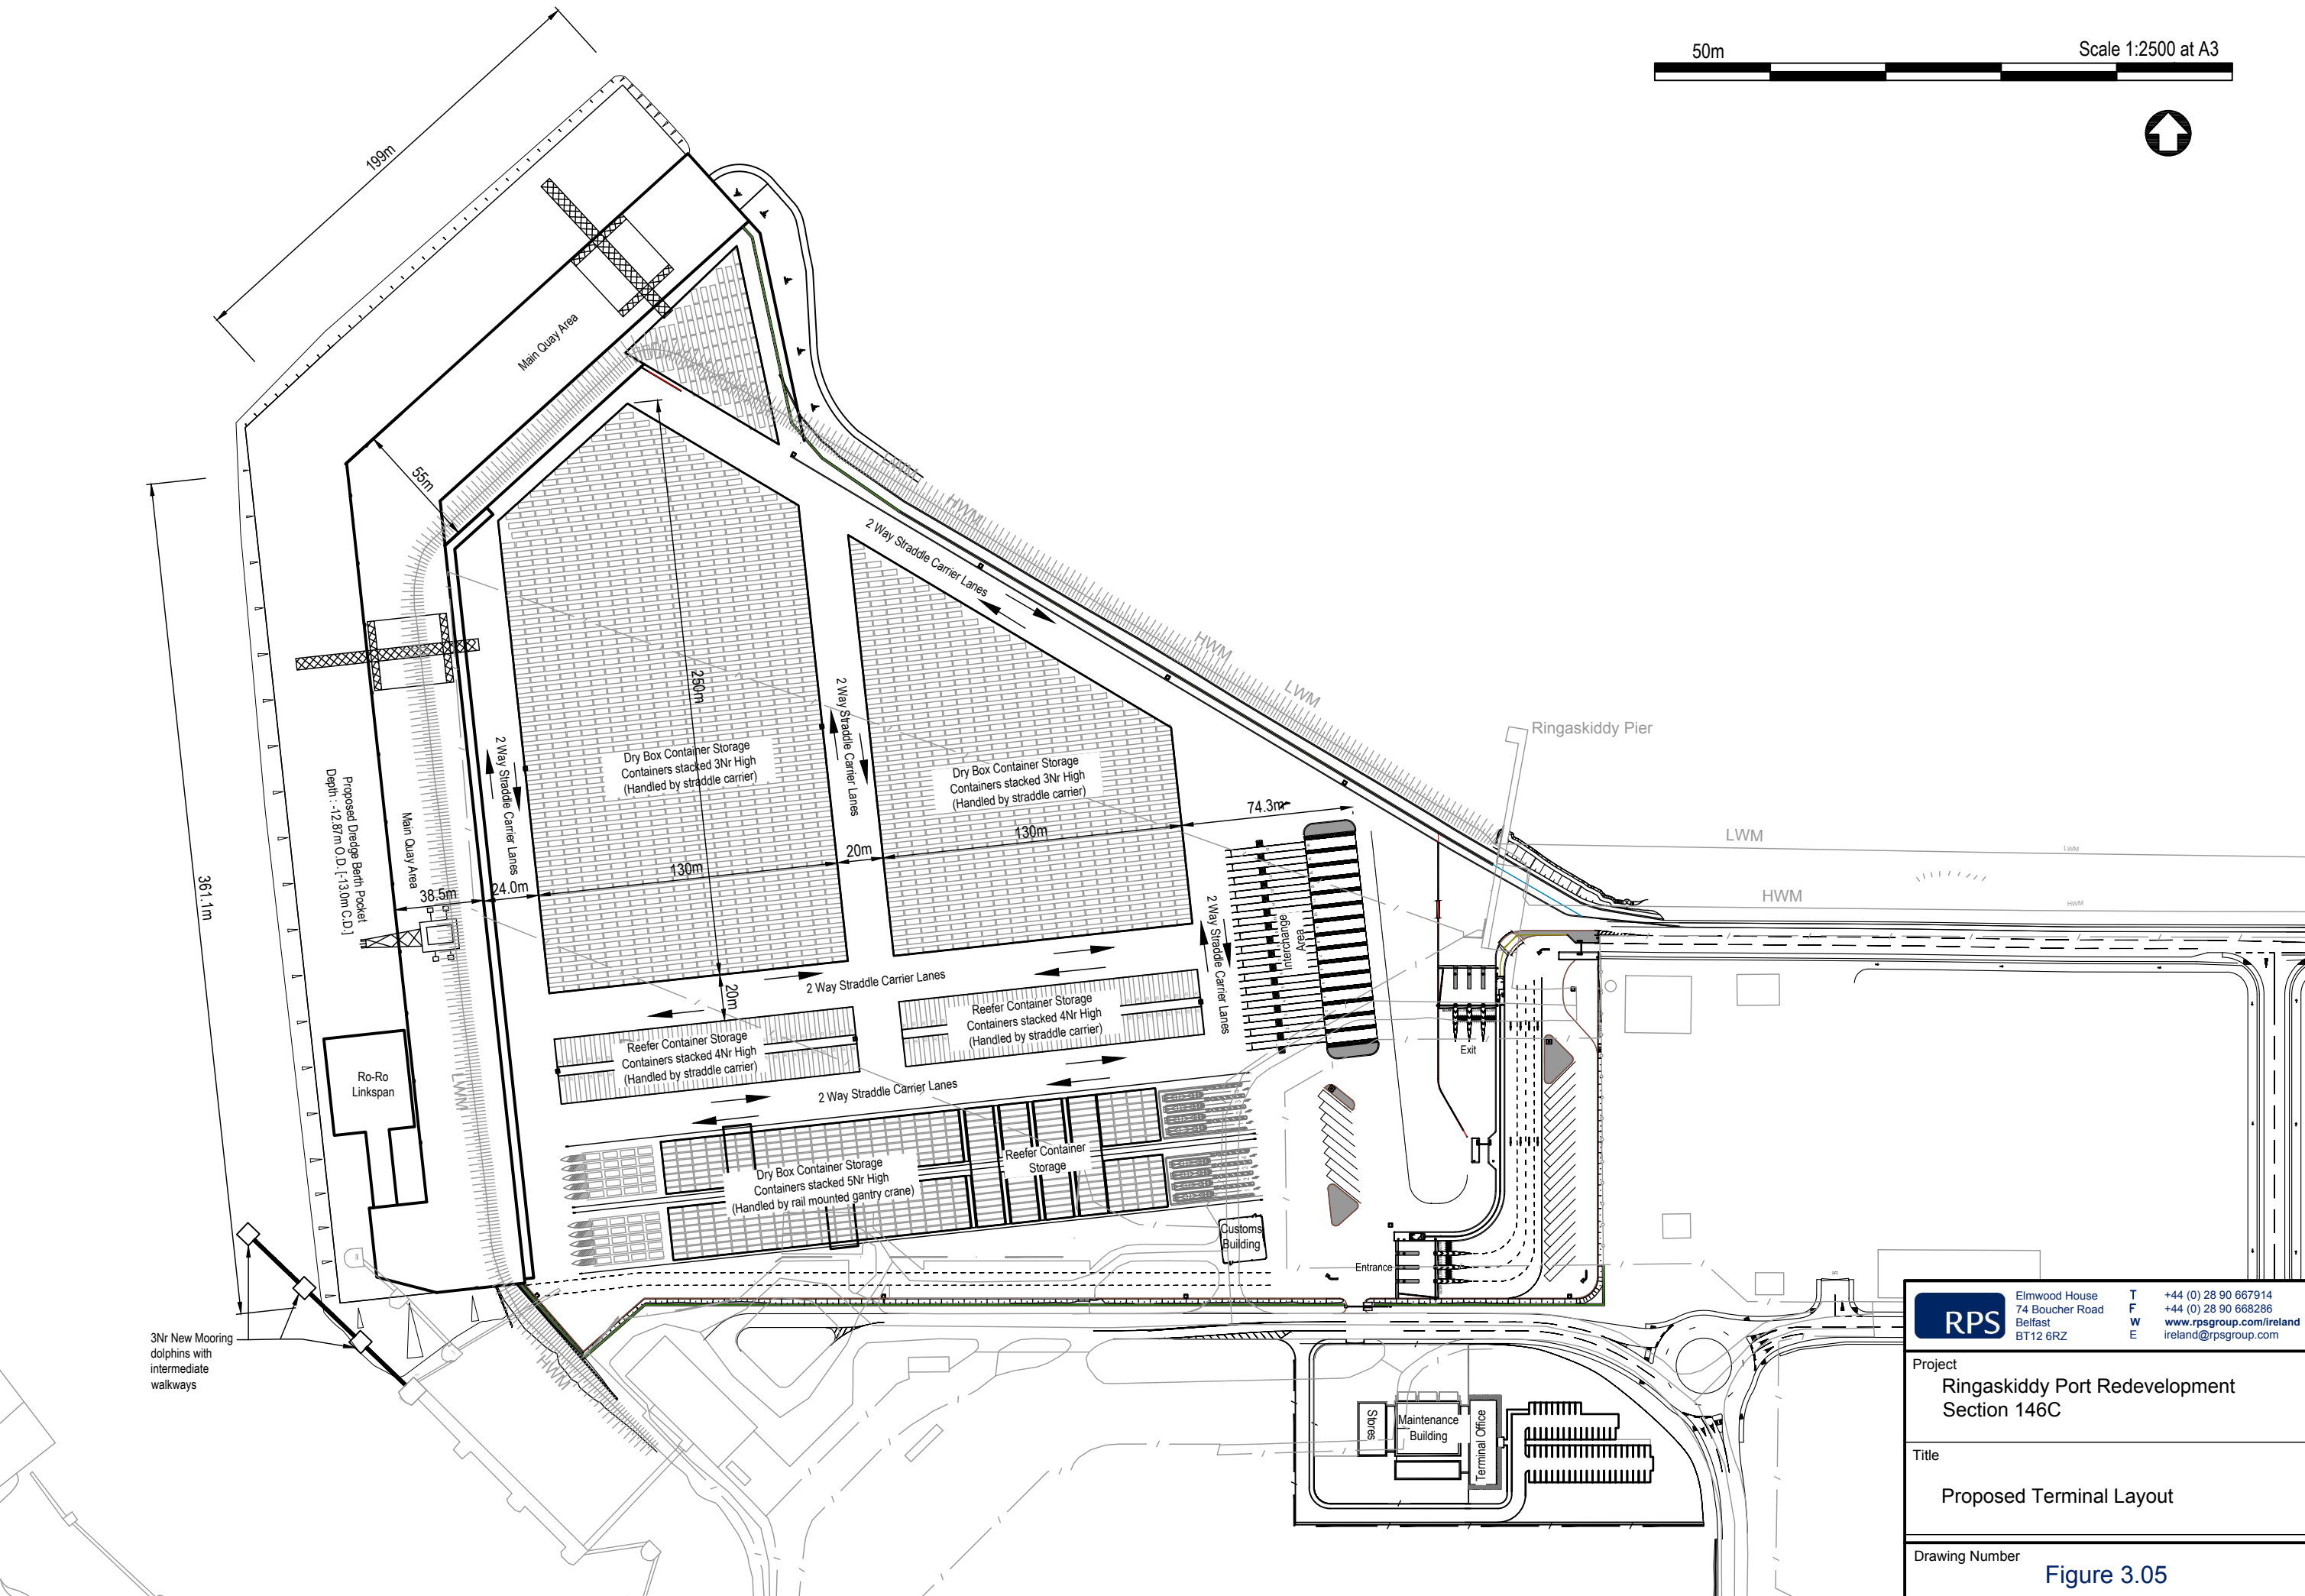 50m
Scale 1:2500 at A3
199m
Main Quay Area
55m
LWM
HWM
2 Way Straddle Carrier Lanes
HWM
LWM
250m
2 Way Straddle Carrier Lanes
2 Way Straddle Carrier Lanes
Ringaskiddy Pier
Dry Box Container Storage
Containers stacked 3Nr High
(Handled by straddle carrier)
Dry Box Container Storage
Containers stacked 3Nr High
(Handled by straddle carrier)
Proposed Dredge Berth Pocket
Depth : -12.87m O.D. [-13.0m C.D.]
Main Quay Area
74.3m
130m
20m
130m
24.0m
38.5m
361.1m
LWM
LWM
HWM
HWM
2 Way Straddle Carrier Lanes
Interchange
Area
2 Way Straddle Carrier Lanes
20m
Reefer Container Storage
Containers stacked 4Nr High
(Handled by straddle carrier)
Reefer Container Storage
Containers stacked 4Nr High
(Handled by straddle carrier)
Exit
Ro-Ro
Linkspan
LWM
2 Way Straddle Carrier Lanes
Dry Box Container Storage
Containers stacked 5Nr High
(Handled by rail mounted gantry crane)
Reefer Container
Storage
Customs
Building
Entrance
3Nr New Mooring
dolphins with
intermediate
walkways
HWM
Stores
Maintenance
Building
Terminal Office
RPS
Elmwood House
74 Boucher Road
Belfast
BT12 6RZ
T +44 (0) 28 90 667914
F +44 (0) 28 90 668286
W www.rpsgroup.com/ireland
E ireland@rpsgroup.com
Project
Ringaskiddy Port Redevelopment
Section 146C
Title
Proposed Terminal Layout
Drawing Number
Figure 3.05